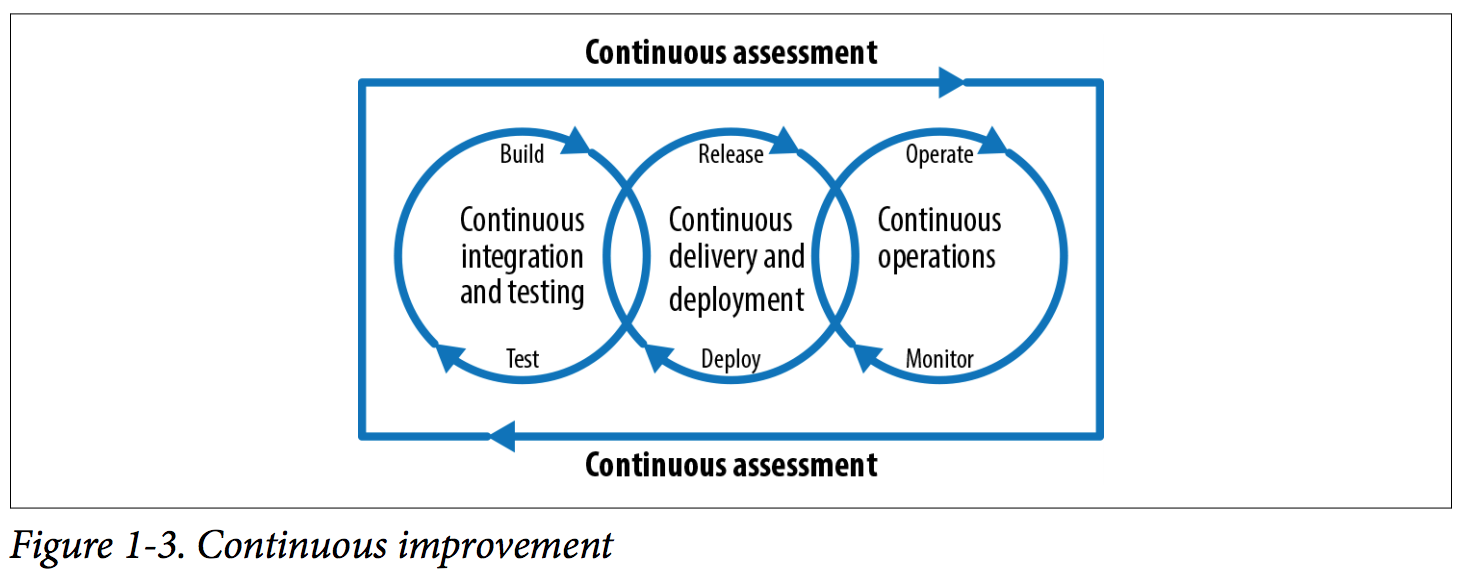 Continuous assessment
Build
Release
Operate
Continuous
integration
and testing
Continuous
delivery and
deployment
Continuous
operations
Test
Deploy
Monitor
Continuous assessment
Figure 1-3. Continuous improvement